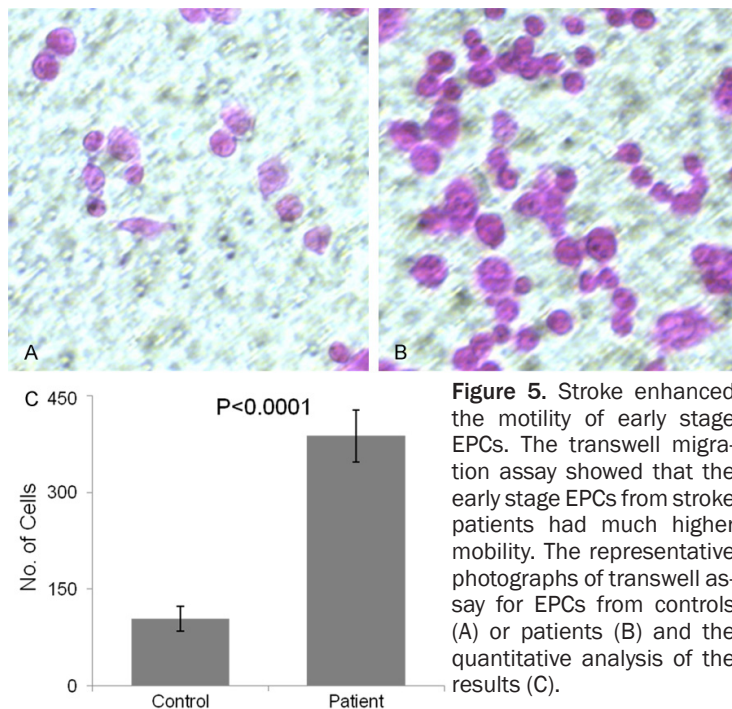 A
B
C
450
P<0.0001
300
150
0
No. of Cells
Control
Patient
Figure 5. Stroke enhanced
the motility of early stage
EPCs. The transwell migra-
tion assay showed that the
early stage EPCs from stroke
patients had much higher
mobility. The representative
photographs of transwell as-
say for EPCs from controls
(A) or patients (B) and the
quantitative analysis of the
results (C).